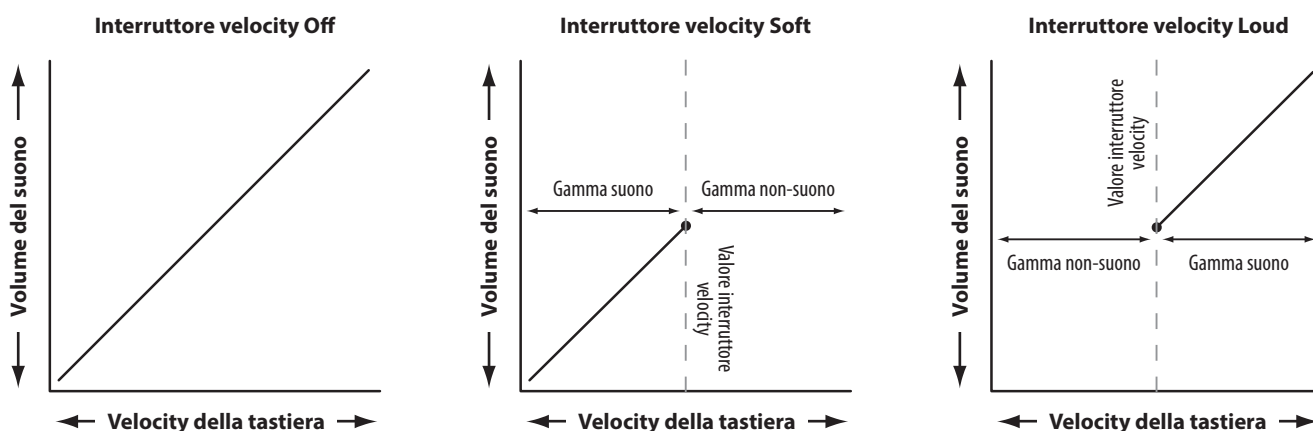 Interruttore velocity Off
Volume del suono
Velocity della tastiera
Interruttore velocity Soft
Volume del suono
Gamma suono
Gamma non-suono
Valore interruttore
velocity
Velocity della tastiera
Interruttore velocity Loud
Volume del suono
Valore interruttore
velocity
Gamma non-suono
Gamma suono
Velocity della tastiera